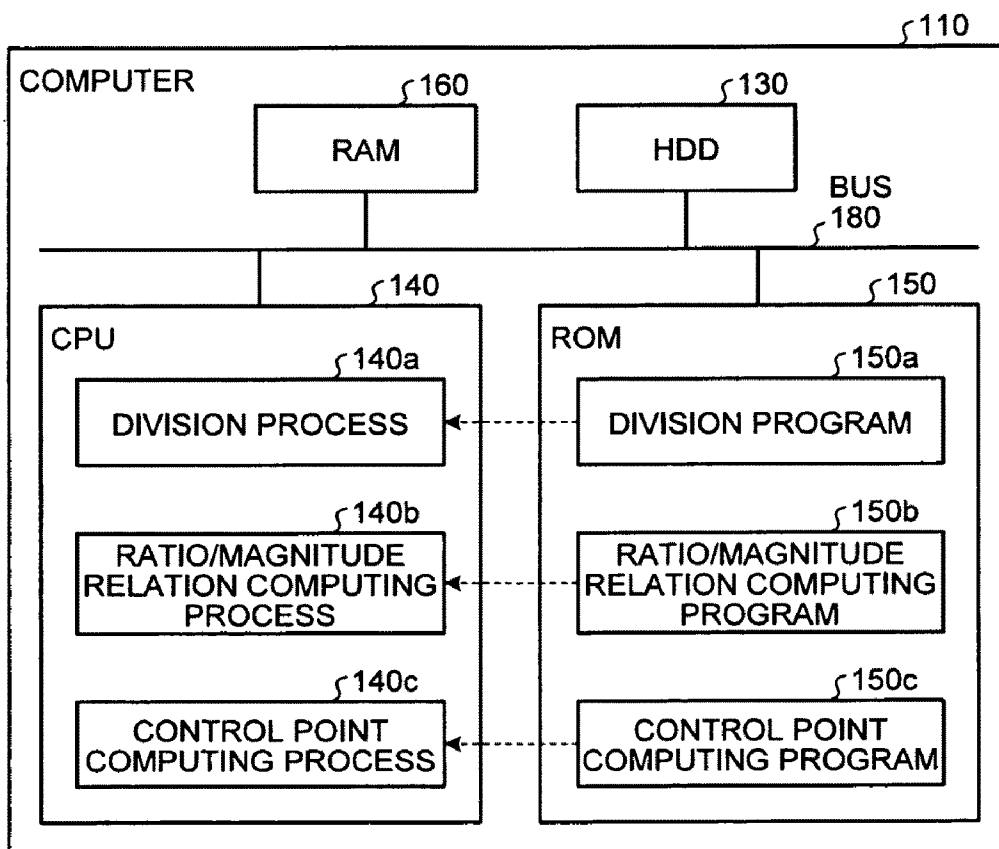 110
COMPUTER
160
RAM
130
HDD
BUS
180
140
CPU
140a
DIVISION PROCESS
140b
RATIO/MAGNITUDE
RELATION COMPUTING
PROCESS
140c
CONTROL POINT
COMPUTING PROCESS
150
ROM
150a
DIVISION PROGRAM
150b
RATIO/MAGNITUDE
RELATION COMPUTING
PROGRAM
150c
CONTROL POINT
COMPUTING PROGRAM